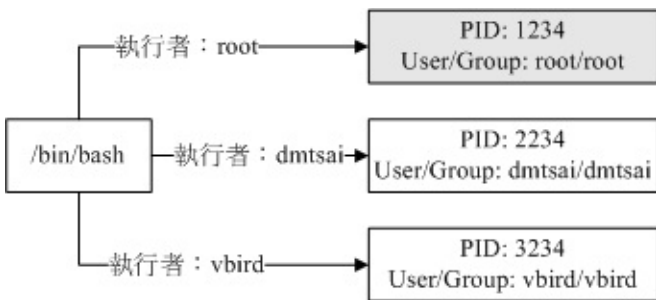 執行者：root
PID: 1234
User/Group: root/root
/bin/bash
執行者：dmtsai
PID: 2234
User/Group: dmtsai/dmtsai
執行者：vbird
PID: 3234
User/Group: vbird/vbird